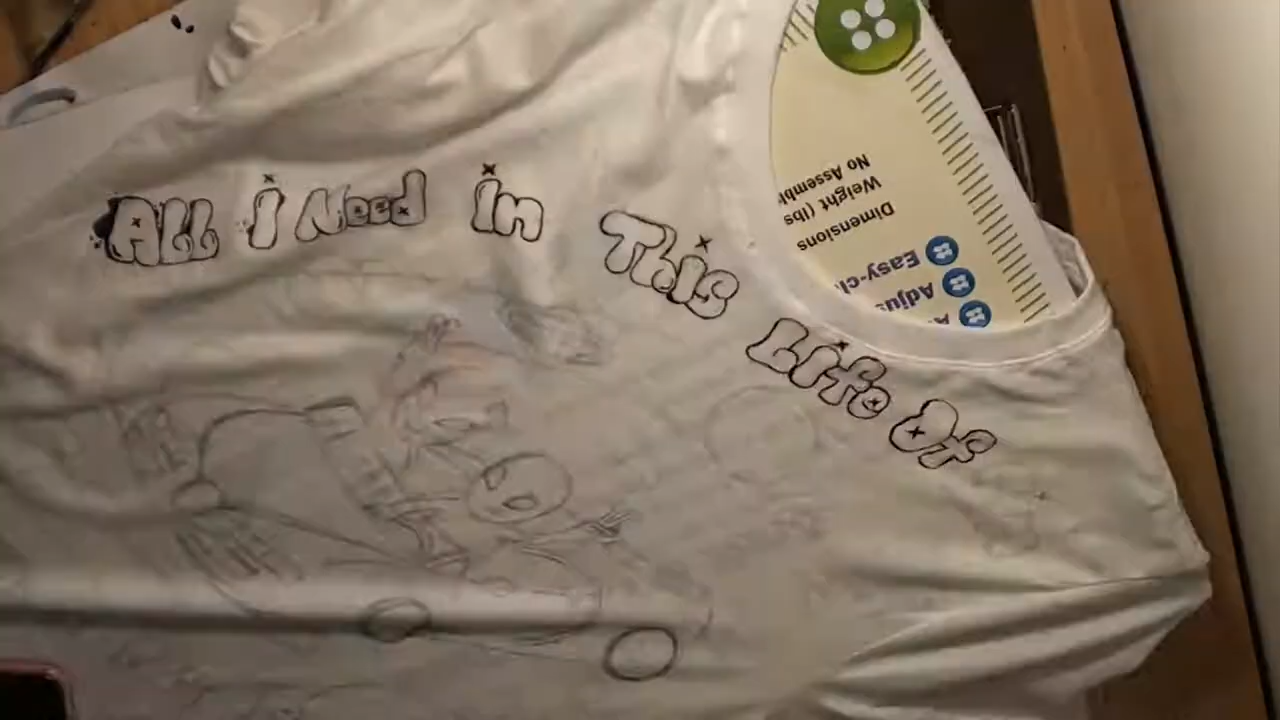 ALL I Need in This Life Of
No Assembl
Weight (lbs
Dimensions
Easy-cl
Adjus